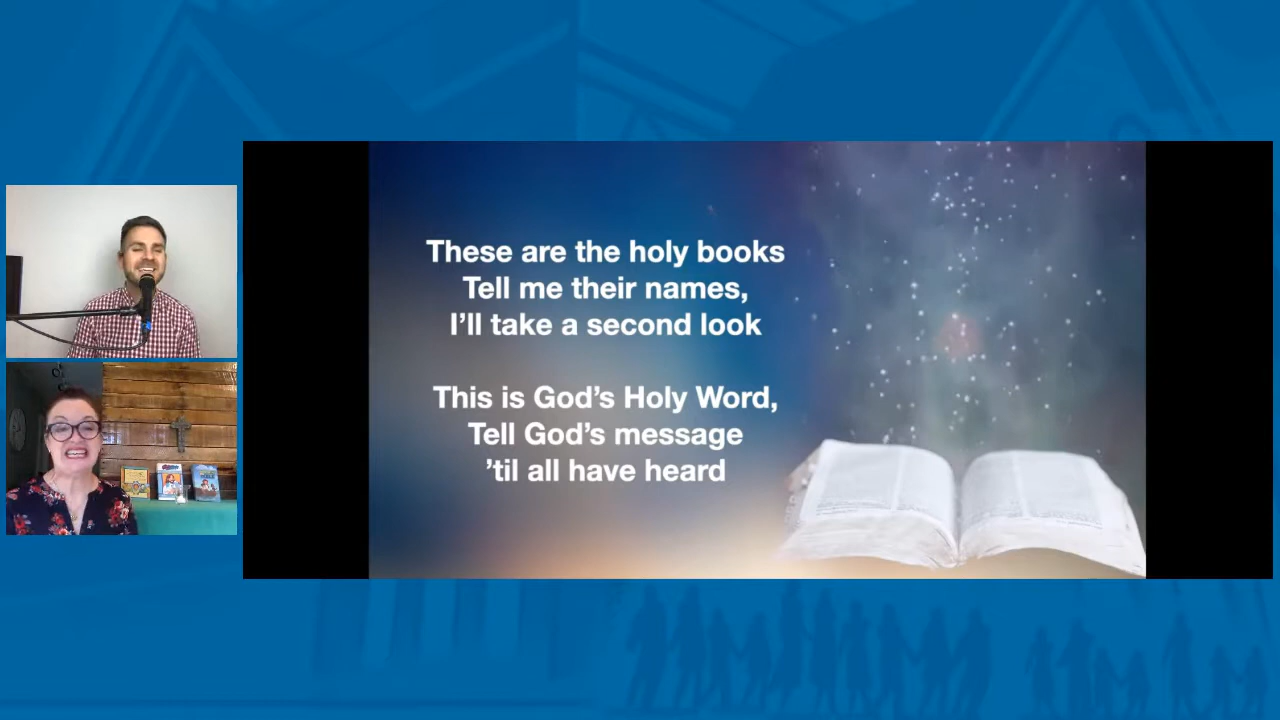 These are the holy books
Tell me their names,
I’ll take a second look
This is God’s Holy Word,
Tell God’s message
’til all have heard